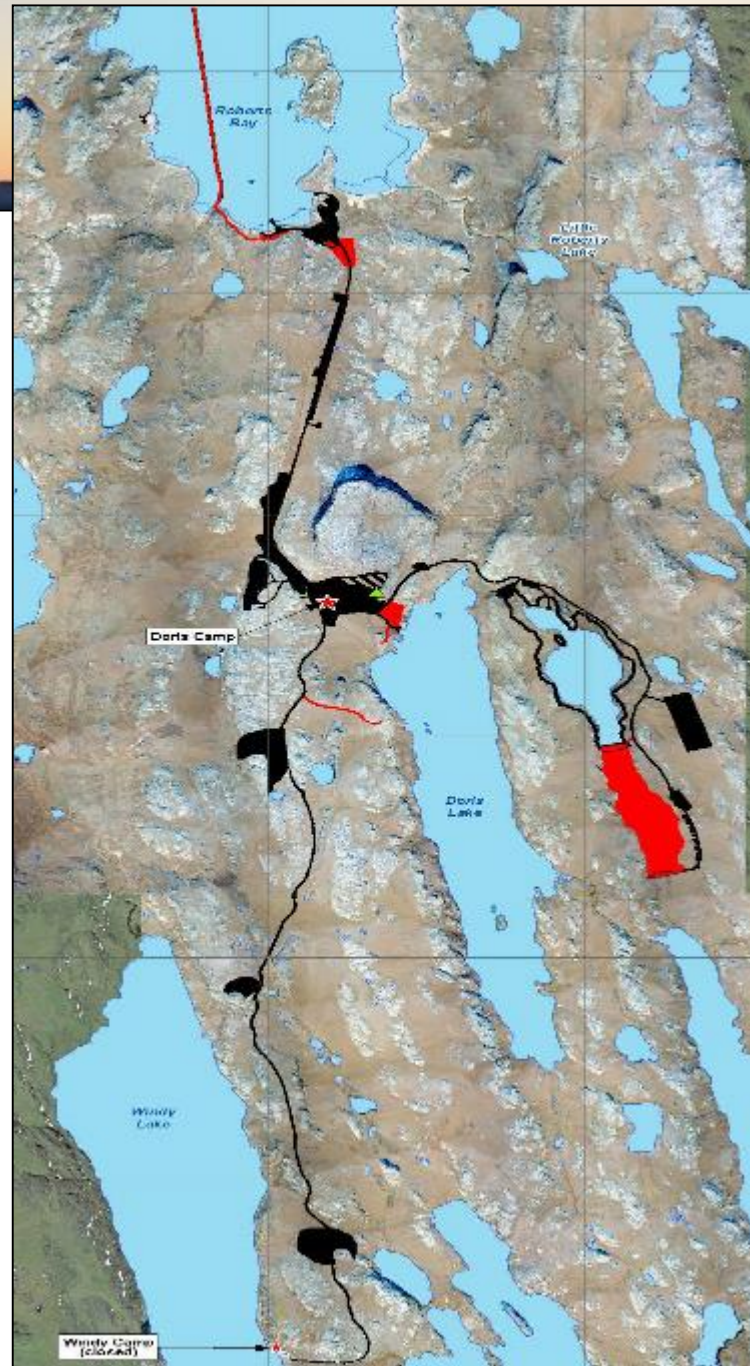 Roberts
Bay
Little
Roberts
Lake
Doris Camp
Doris
Lake
Windy
Lake
Windy Camp
(closed)